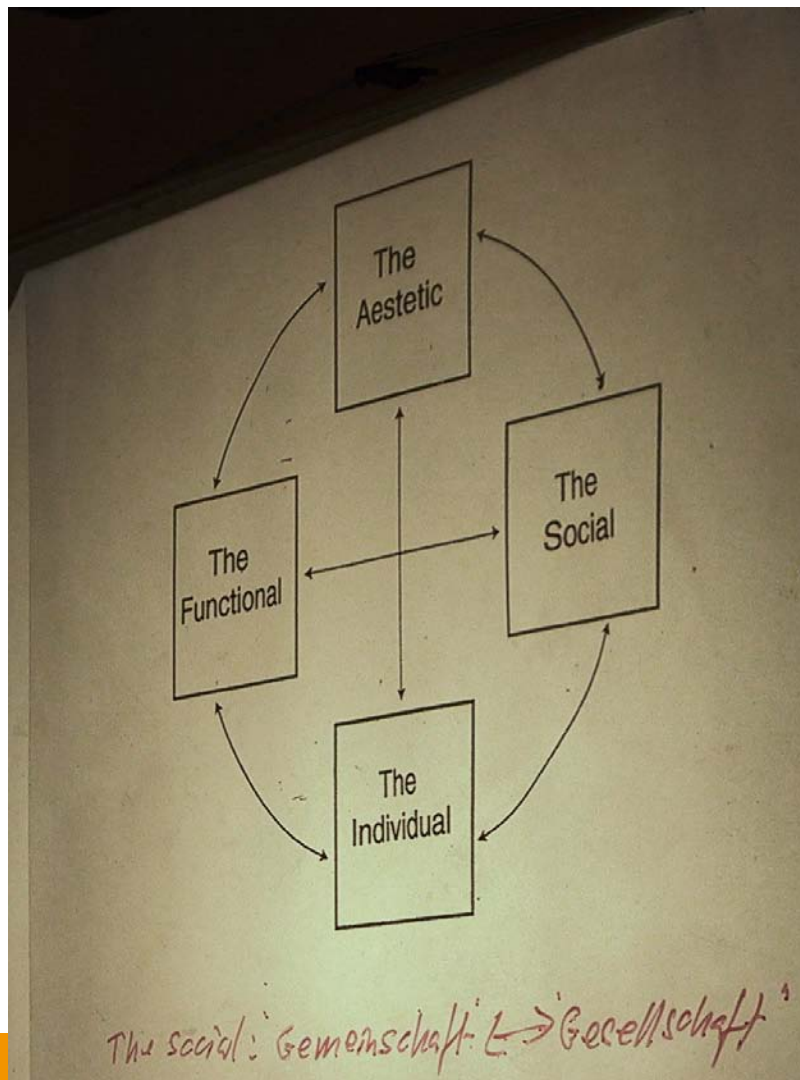 The
Aestetic
The
Social
The
Functional
The
Individual
The social: 'Gemeinschaft' ↔ 'Gesellschaft'